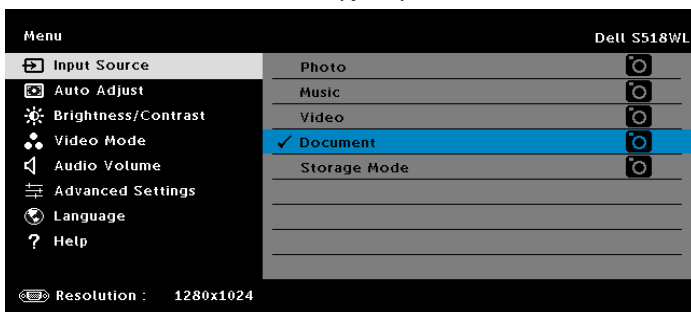 Menu
Dell S518WL
Input Source
Auto Adjust
Brightness/Contrast
Video Mode
Audio Volume
Advanced Settings
Language
? Help
Photo
Music
Video
✓ Document
Storage Mode
Resolution : 1280x1024